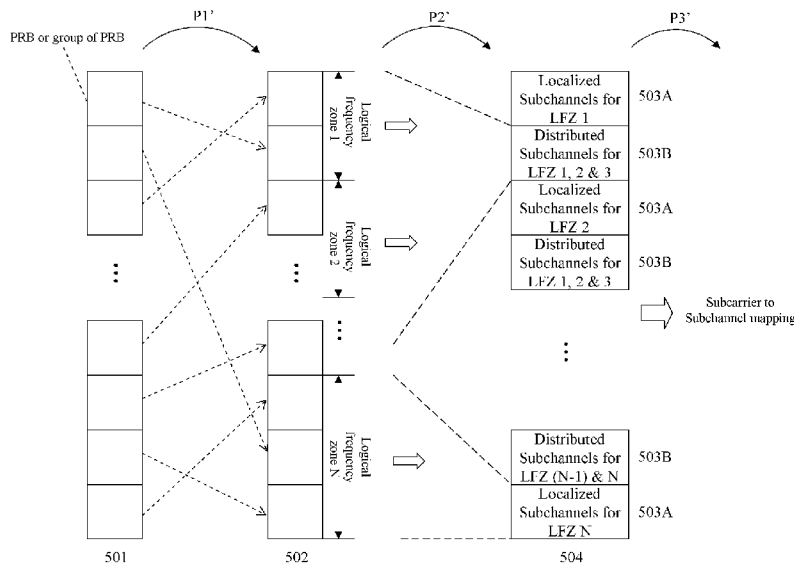 P1’
P2’
P3’
PRB or group of PRB
Logical
frequency
zone 1
Logical
frequency
zone 2
Logical
frequency
zone N
Localized
Subchannels for
LFZ 1
503A
Distributed
Subchannels for
LFZ 1, 2 & 3
503B
Localized
Subchannels for
LFZ 2
503A
Distributed
Subchannels for
LFZ 1, 2 & 3
503B
Subcarrier to
Subchannel mapping
Distributed
Subchannels for
LFZ (N-1) & N
503B
Localized
Subchannels for
LFZ N
503A
501
502
504